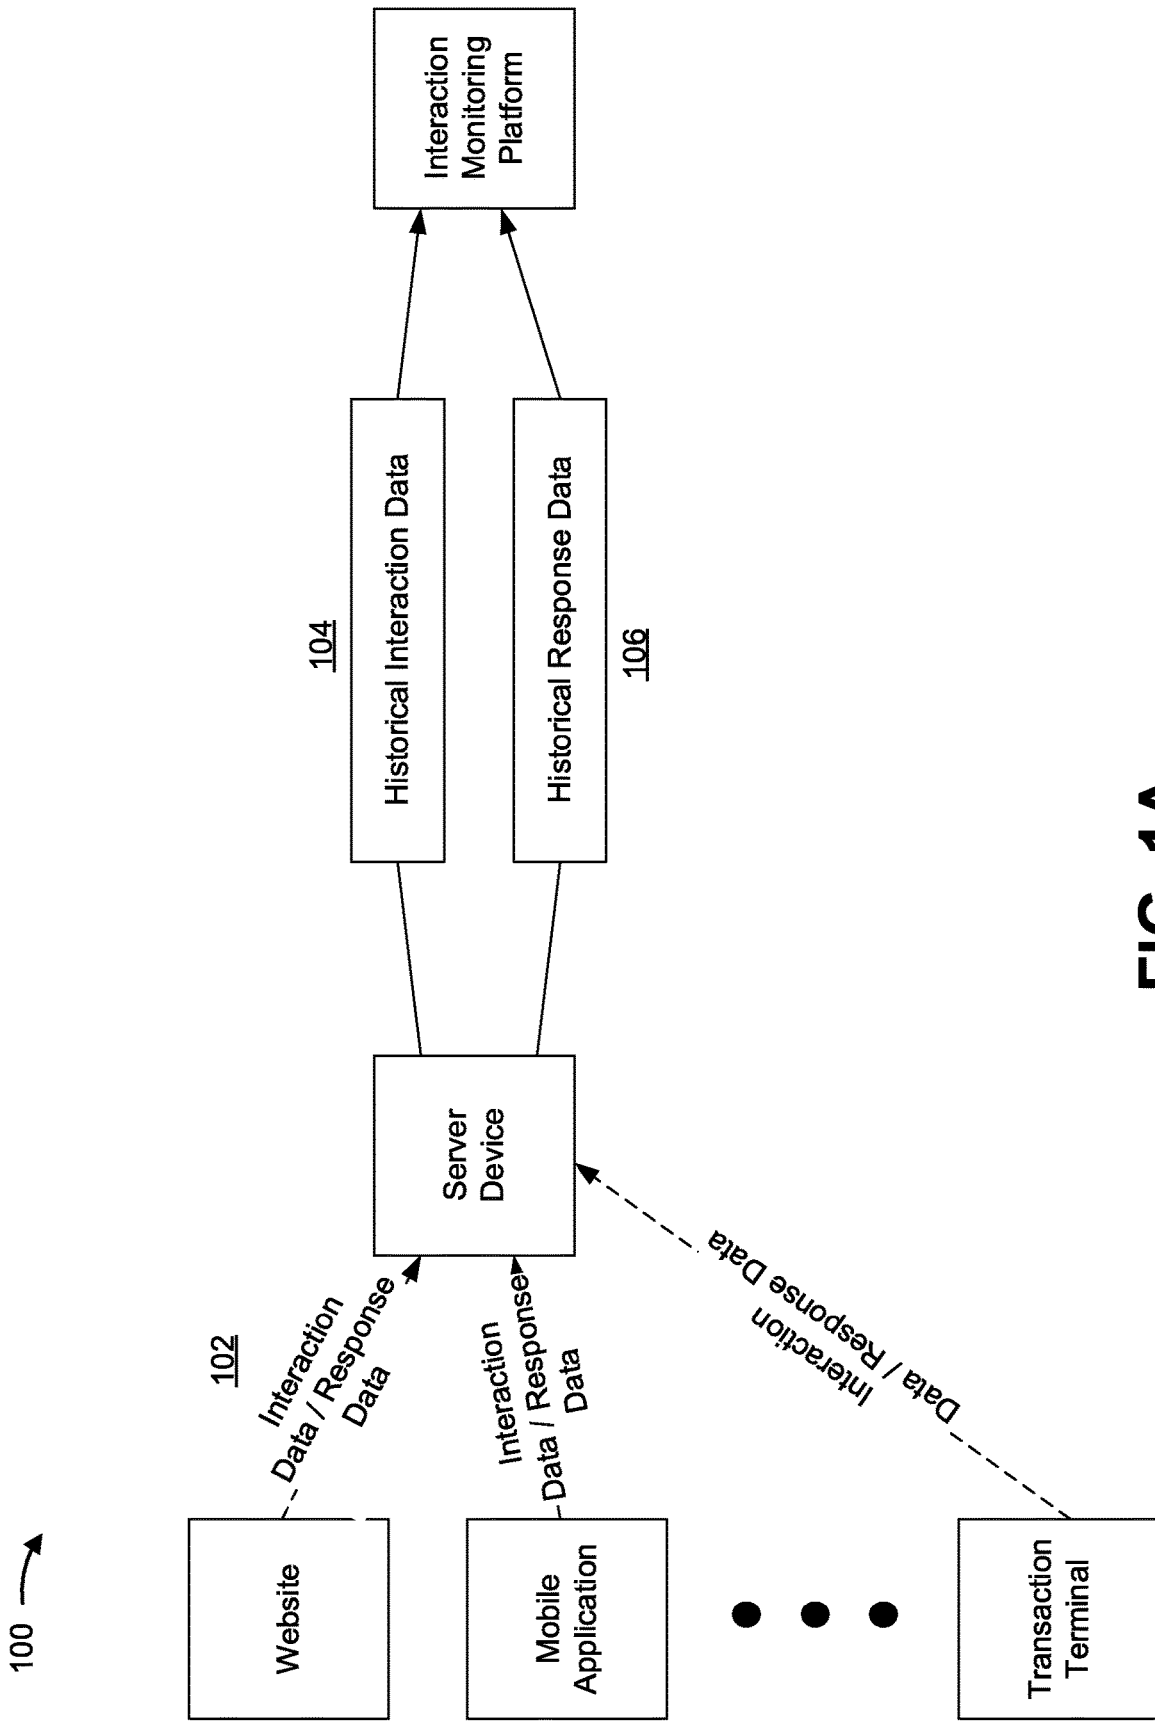 100
Website
Mobile
Application
Transaction
Terminal
102
Interaction
Data / Response
Data
Interaction
Data / Response
Data
Interaction
Data / Response Data
Server
Device
104
Historical Interaction Data
Historical Response Data
106
Interaction
Monitoring
Platform
FIG. 1A